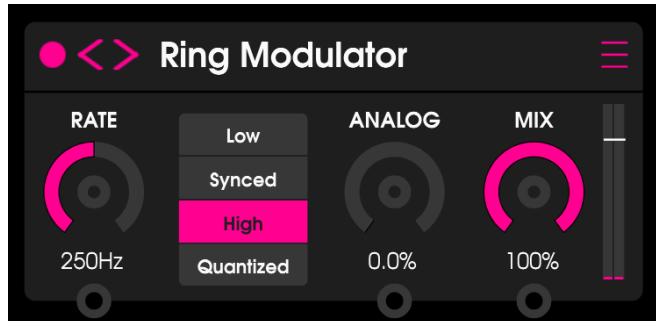 Ring Modulator
RATE
Low
Synced
High
Quantized
250Hz
ANALOG
0.0%
MIX
100%